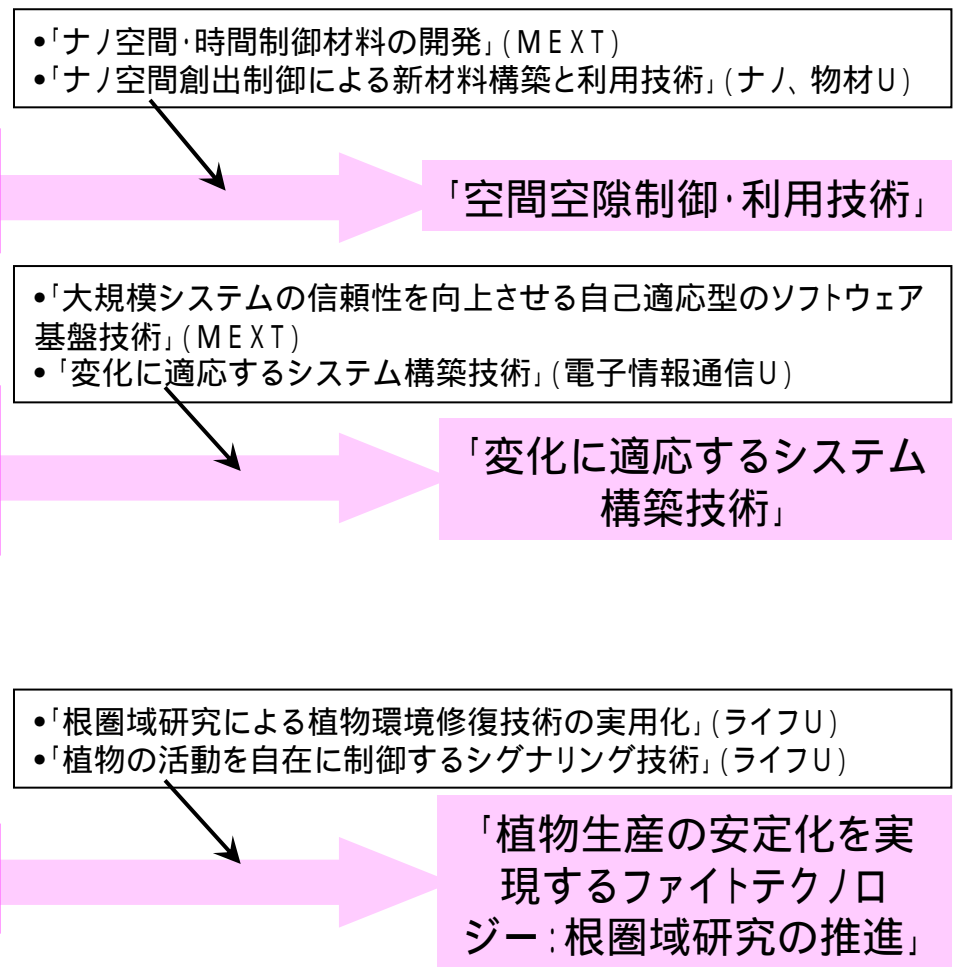 •「ナノ空間・時間制御材料の開発」(MEXT)
•「ナノ空間創出制御による新材料構築と利用技術」(ナノ、物材U)
「空間空隙制御・利用技術」
•「大規模システムの信頼性を向上させる自己適応型のソフトウェア
基盤技術」(MEXT)
•「変化に適応するシステム構築技術」(電子情報通信U)
「変化に適応するシステム
構築技術」
•「根圏域研究による植物環境修復技術の実用化」(ライフU)
•「植物の活動を自在に制御するシグナリング技術」(ライフU)
「植物生産の安定化を実
現するファイトテクノロ
ジー:根圏域研究の推進」